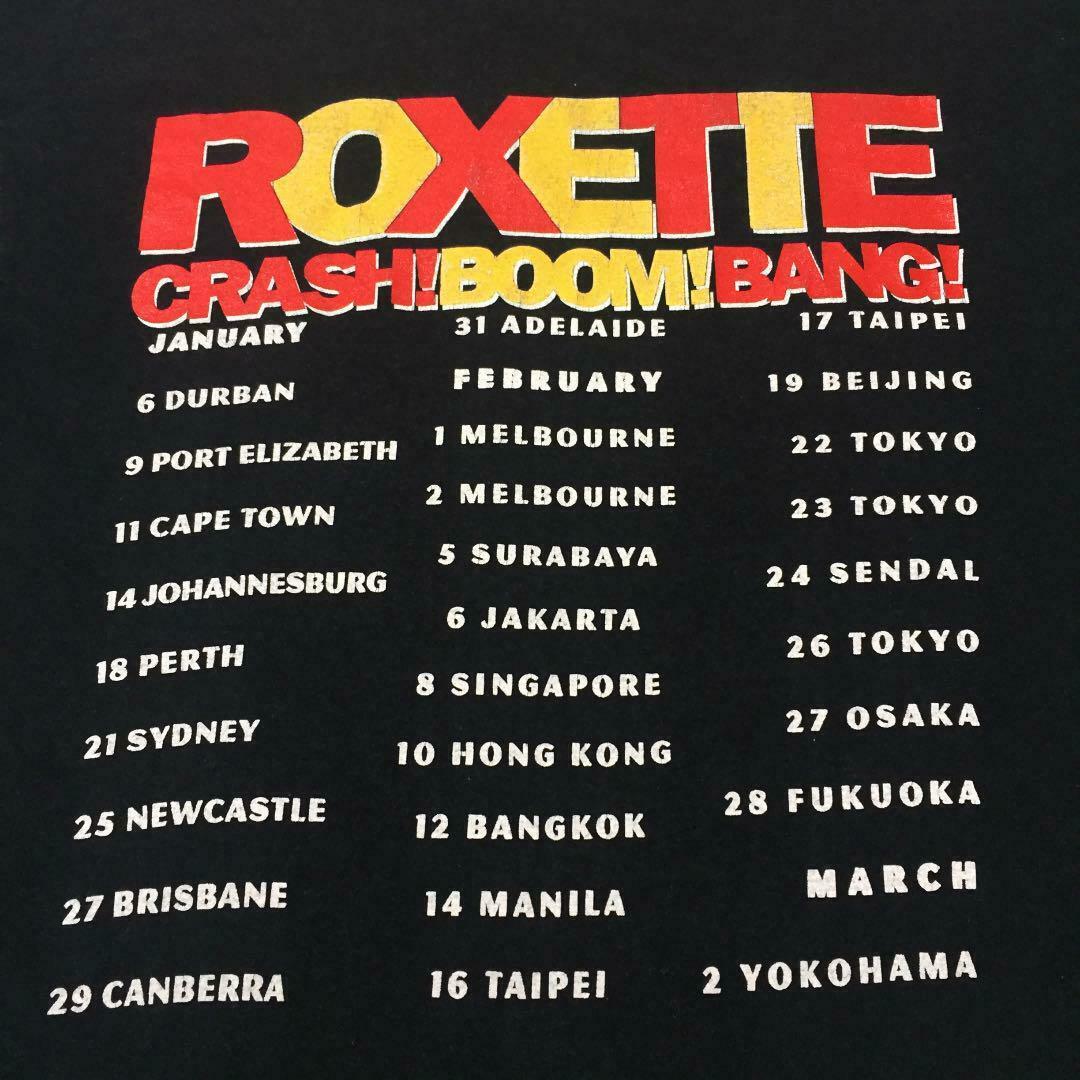 ROXETTE
CRASH! BOOM! BANG!
JANUARY
6 DURBAN
9 PORT ELIZABETH
11 CAPE TOWN
14 JOHANNESBURG
18 PERTH
21 SYDNEY
25 NEWCASTLE
27 BRISBANE
29 CANBERRA
31 ADELAIDE
FEBRUARY
1 MELBOURNE
2 MELBOURNE
5 SURABAYA
6 JAKARTA
8 SINGAPORE
10 HONG KONG
12 BANGKOK
14 MANILA
16 TAIPEI
17 TAIPEI
19 BEIJING
22 TOKYO
23 TOKYO
24 SENDAL
26 TOKYO
27 OSAKA
28 FUKUOKA
MARCH
2 YOKOHAMA